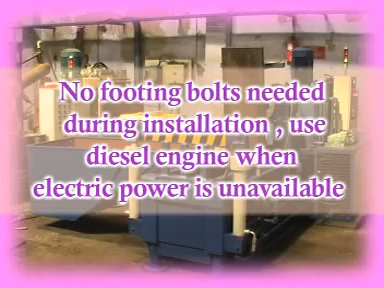 No footing bolts needed
during installation , use
diesel engine when
electric power is unavailable